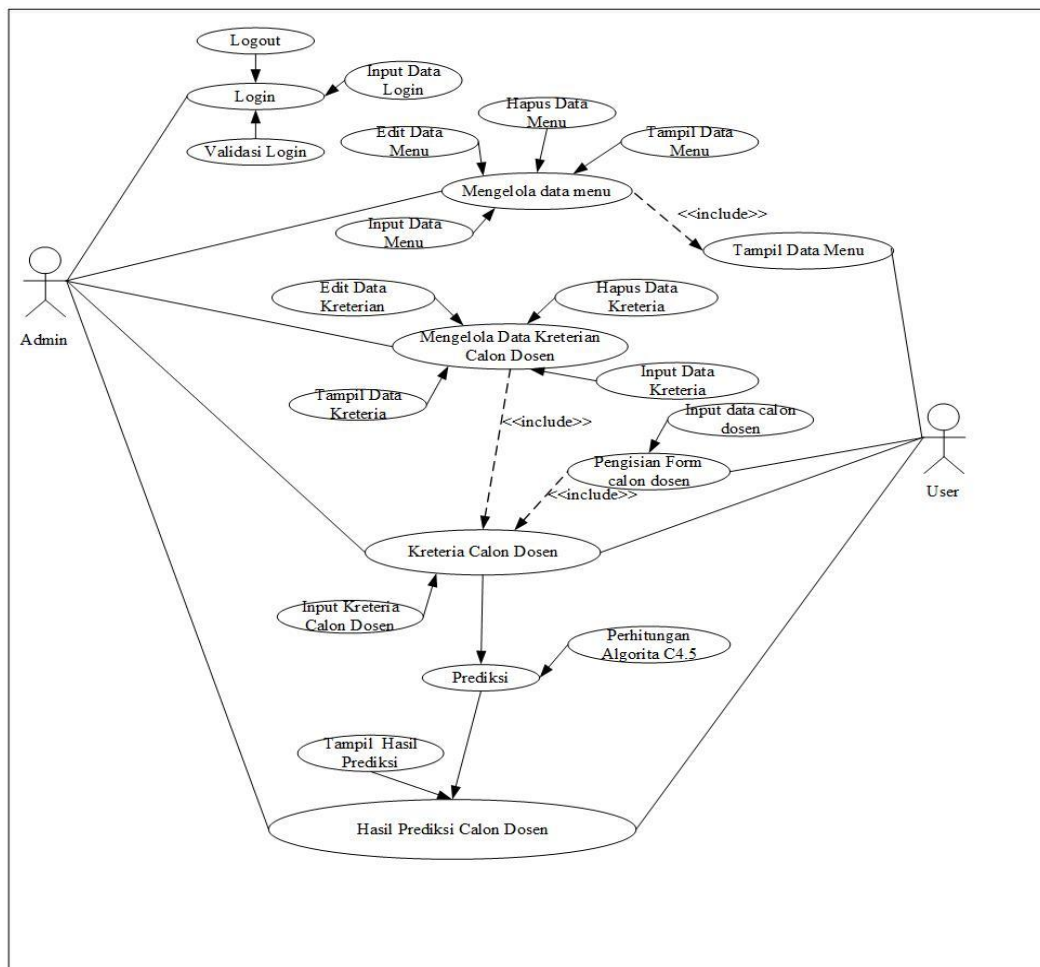 Logout
Input Data
Login
Login
Validasi Login
Hapus Data
Menu
Edit Data
Menu
Tampil Data
Menu
Mengelola data menu
<<include>>
Input Data
Menu
Tampil Data Menu
Admin
Edit Data
Kreterian
Hapus Data
Kreteria
Mengelola Data Kreterian
Calon Dosen
Input Data
Kreteria
Tampil Data
Kreteria
<<include>>
Input data calon
dosen
Pengisian Form
calon dosen
<<include>>
User
Kreteria Calon Dosen
Input Kreteria
Calon Dosen
Perhitungan
Algorita C4.5
Prediksi
Tampil Hasil
Prediksi
Hasil Prediksi Calon Dosen